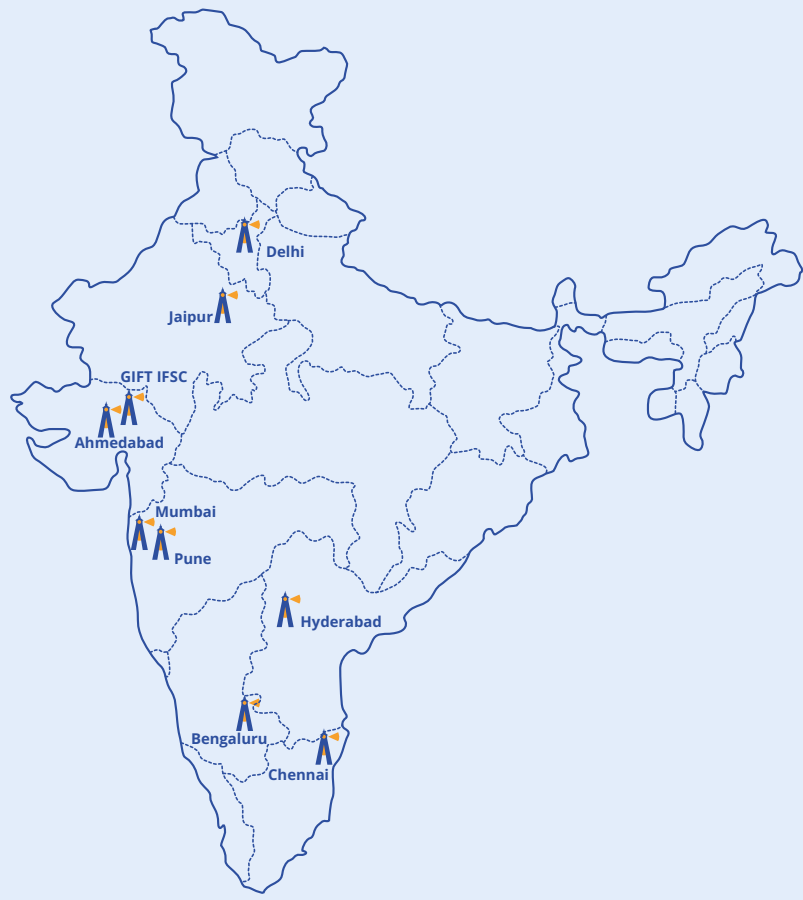 Delhi
Jaipur
GIFT IFSC
Ahmedabad
Mumbai
Pune
Hyderabad
Bengaluru
Chennai